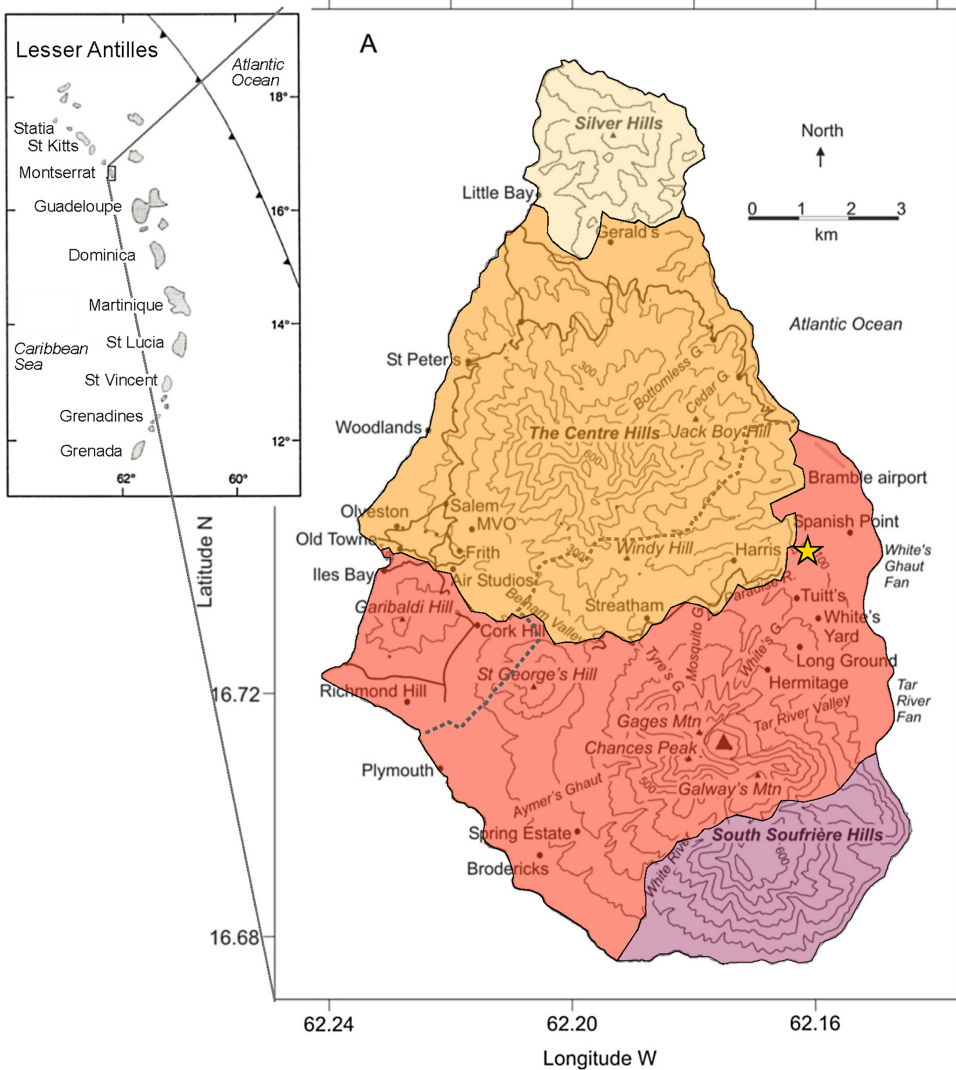 A
Lesser Antilles
Atlantic
Ocean
18°
Statia
St Kitts
Montserrat
Guadeloupe
16°
Dominica
Martinique
14°
St Lucia
Caribbean
Sea
St Vincent
Grenadines
12°
Grenada
62°
60°
Silver Hills
North
Little Bay
0 1 2 3
km
Gerald's
Atlantic Ocean
St Peter's
300
Bottomless G.
Cedar G.
Woodlands
The Centre Hills
Jack Boy Hill
600
Bramble airport
Olveston
Salem
MVO
Spanish Point
Old Towne
Frith
300
Windy Hill
Harris
White's
Ghaut
Fan
100
Iles Bay
Air Studios
Paradise R.
Belham Valley
Streatham
Tuitt's
Garibaldi Hill
Cork Hill
Mosquito G.
White's
Yard
Tyre's G.
White's G.
Long Ground
St George's Hill
Hermitage
Richmond Hill
Tar
River
Fan
Gages Mtn
Tar River Valley
Chances Peak
Plymouth
500
Galway's Mtn
Aymer's Ghaut
Spring Estate
South Soufrière Hills
Brodericks
White River
600
Latitude N
16.72
16.68
62.24
62.20
62.16
Longitude W